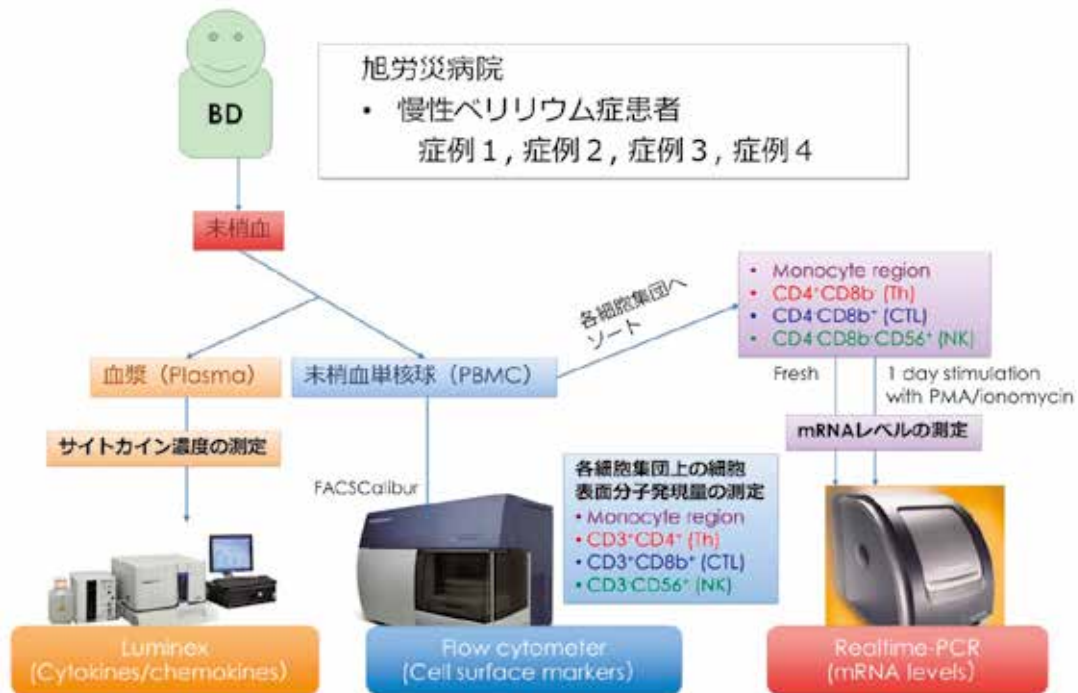 BD
旭労災病院
• 慢性ベリリウム症患者
症例１, 症例２, 症例３, 症例４
末梢血
各細胞集団へ
ソート
• Monocyte region
• CD4⁺CD8b⁻ (Th)
• CD4⁻CD8b⁺ (CTL)
• CD4⁻CD8b⁻CD56⁺ (NK)
血漿（Plasma）
末梢血単核球（PBMC）
Fresh
1 day stimulation
with PMA/ionomycin
サイトカイン濃度の測定
mRNAレベルの測定
FACSCalibur
各細胞集団上の細胞
表面分子発現量の測定
• Monocyte region
• CD3⁺CD4⁺ (Th)
• CD3⁺CD8b⁺ (CTL)
• CD3⁻CD56⁺ (NK)
Luminex
(Cytokines/chemokines)
Flow cytometer
(Cell surface markers)
Realtime-PCR
(mRNA levels)